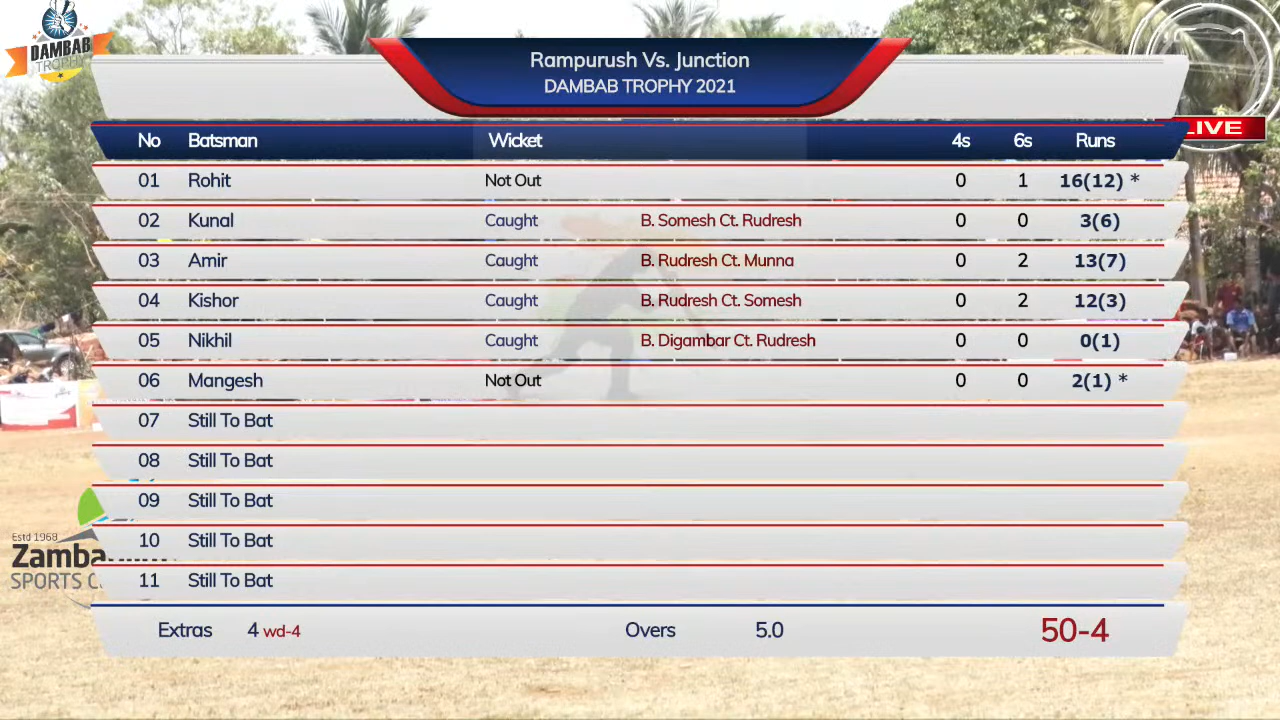 DAMBAB
TROPHY
Rampurush Vs. Junction
DAMBAB TROPHY 2021
LIVE
No Batsman Wicket 4s 6s Runs
01 Rohit Not Out 0 1 16(12) *
02 Kunal Caught B. Somesh Ct. Rudresh 0 0 3(6)
03 Amir Caught B. Rudresh Ct. Munna 0 2 13(7)
04 Kishor Caught B. Rudresh Ct. Somesh 0 2 12(3)
05 Nikhil Caught B. Digambar Ct. Rudresh 0 0 0(1)
06 Mangesh Not Out 0 0 2(1) *
07 Still To Bat
08 Still To Bat
09 Still To Bat
10 Still To Bat
11 Still To Bat
Estd 1968
Zamba
SPORTS C
Extras 4 wd-4 Overs 5.0 50-4